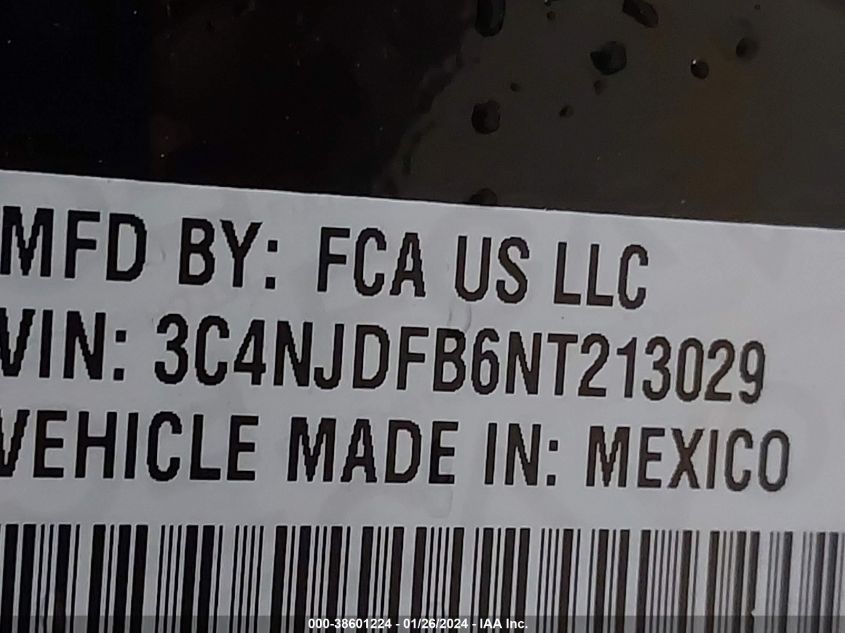 MFD BY: FCA US LLC
VIN: 3C4NJDFB6NT213029
VEHICLE MADE IN: MEXICO
000-38601224 - 01/26/2024 - IAA Inc.